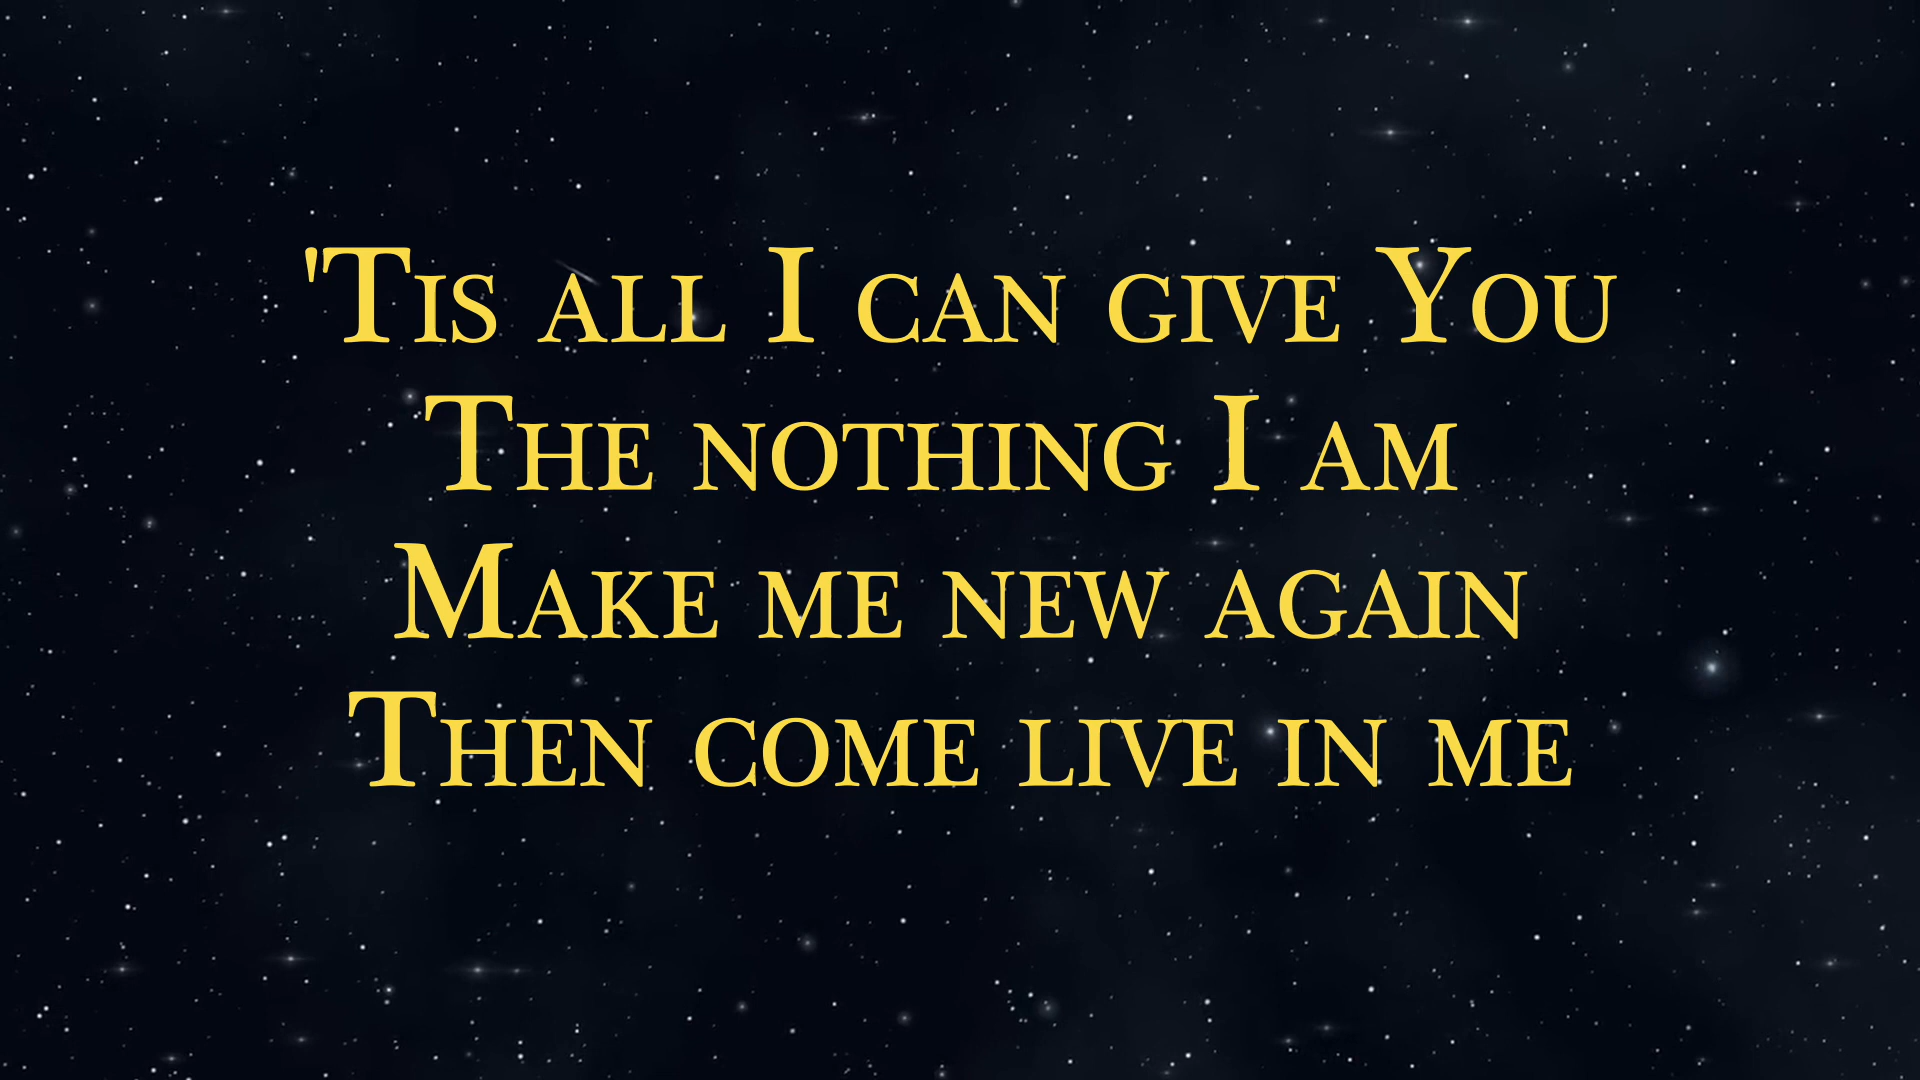 'Tis all I can give You
The nothing I am
Make me new again
Then come live in me